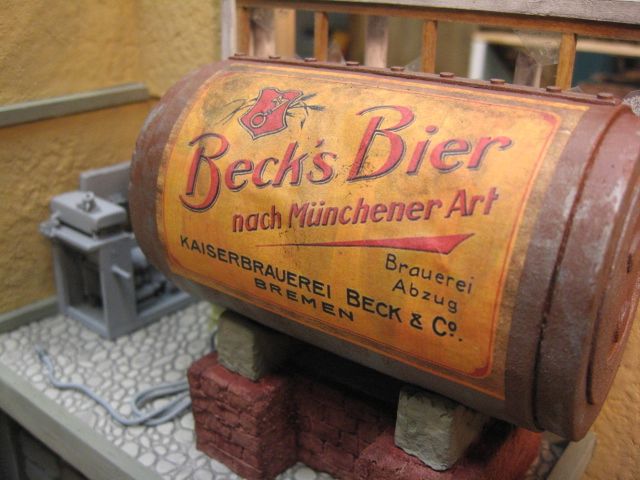 Beck's Bier
nach Münchener Art
Brauerei
Abzug
KAISERBRAUEREI BECK & Cº.
BREMEN